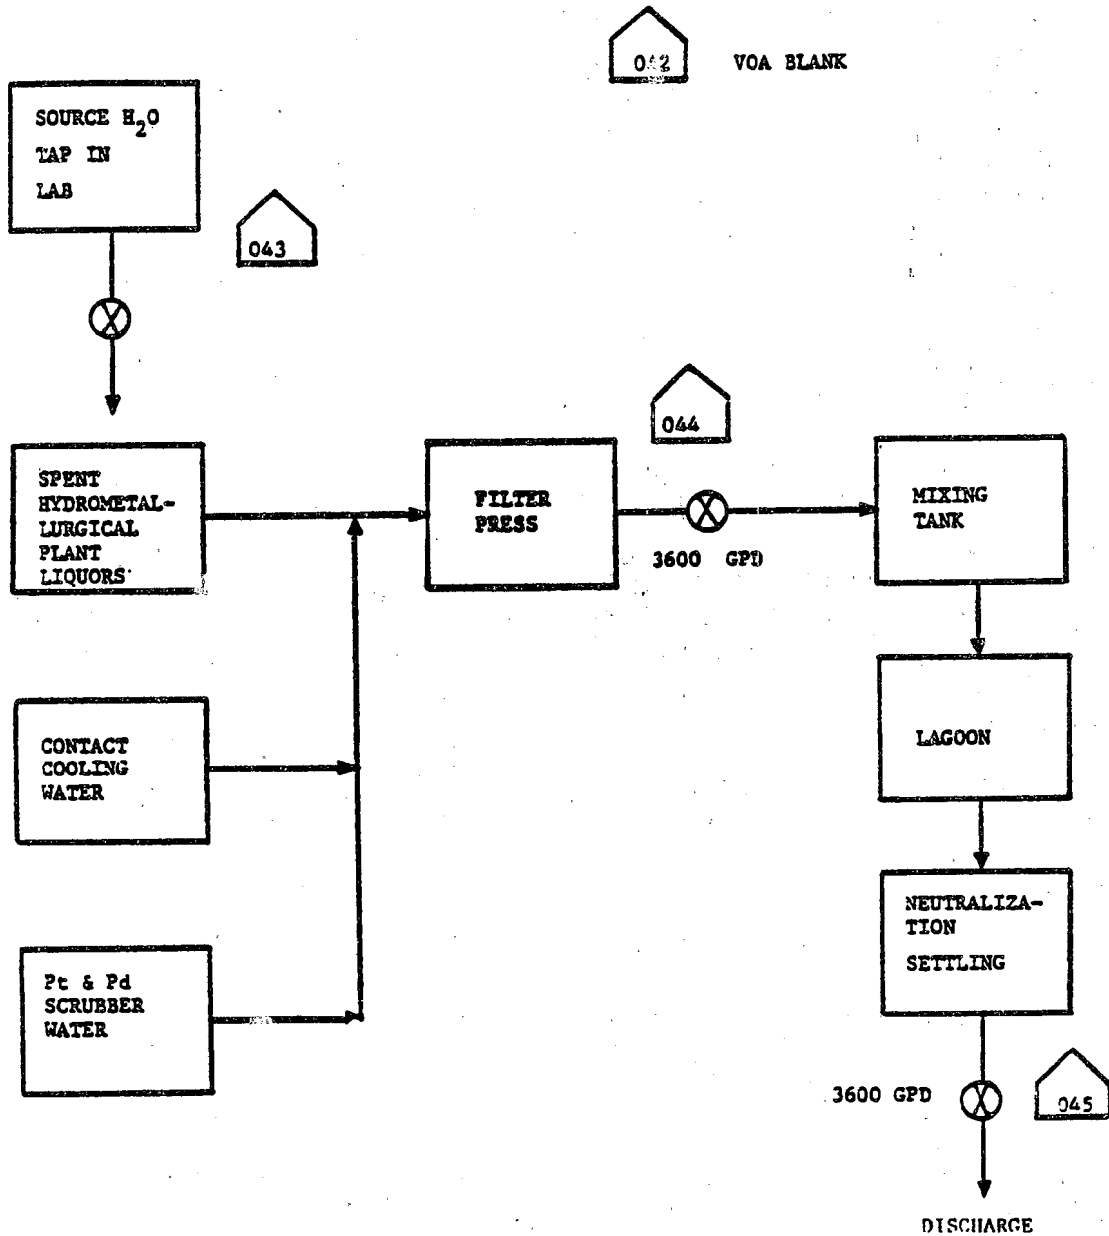 042 VOA BLANK
SOURCE H2O
TAP IN
LAB
043
044
SPENT
HYDROMETAL-
LURGICAL
PLANT
LIQUORS
FILTER
PRESS
3600 GPD
MIXING
TANK
CONTACT
COOLING
WATER
LAGOON
Pt & Pd
SCRUBBER
WATER
NEUTRALIZA-
TION
SETTLING
3600 GPD
045
DISCHARGE